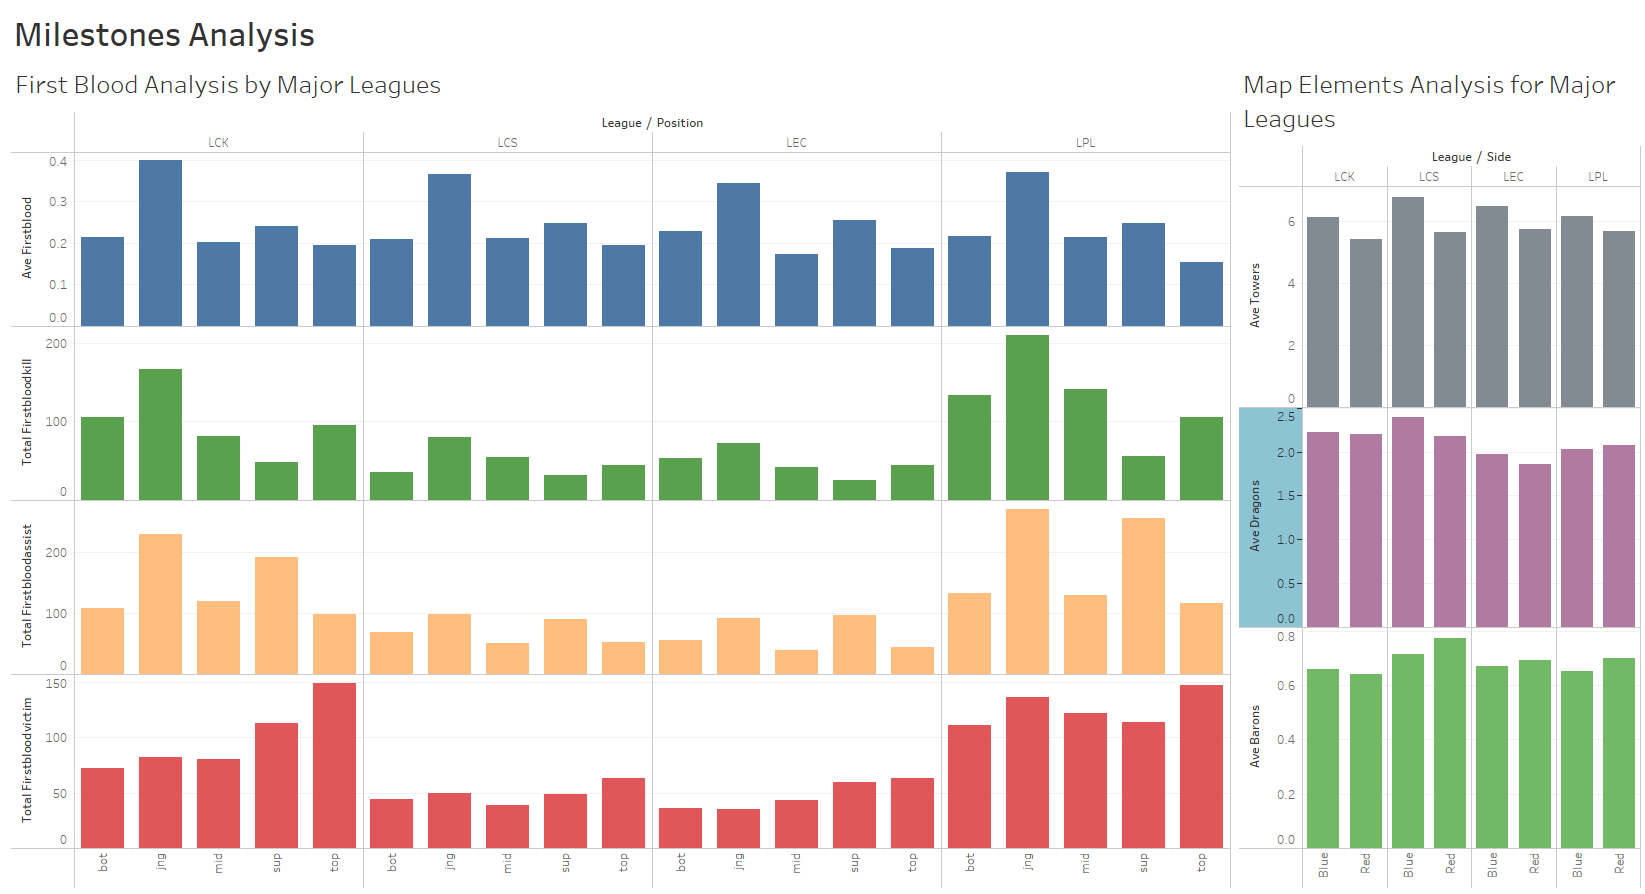 Milestones Analysis
First Blood Analysis by Major Leagues
League / Position
LCK LCS LEC LPL
Ave Firstblood
0.4
0.3
0.2
0.1
0.0
Total Firstbloodkill
200
100
0
Total Firstbloodassist
200
100
0
Total Firstbloodvictim
150
100
50
0
bot jng mid sup top bot jng mid sup top bot jng mid sup top bot jng mid sup top
Map Elements Analysis for Major
Leagues
League / Side
LCK LCS LEC LPL
Ave Towers
6
4
2
0
Ave Dragons
2.5
2.0
1.5
1.0
0.5
0.0
Ave Barons
0.8
0.6
0.4
0.2
0.0
Blue Red Blue Red Blue Red Blue Red